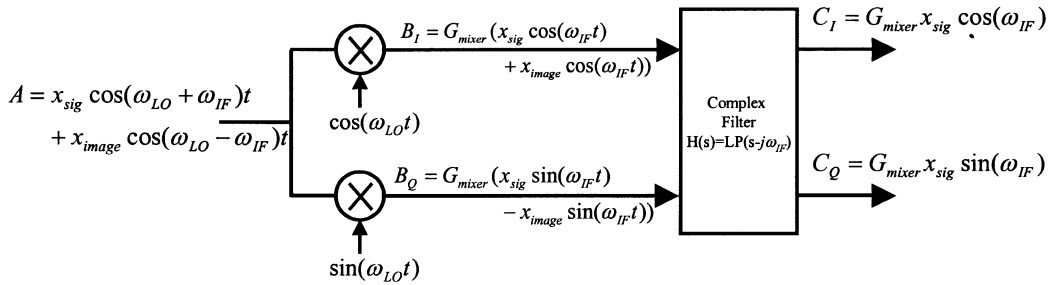 A = x_sig cos(ω_LO + ω_IF)t
+ x_image cos(ω_LO − ω_IF)t
cos(ω_LO t)
sin(ω_LO t)
B_I = G_mixer (x_sig cos(ω_IF t)
+ x_image cos(ω_IF t))
B_Q = G_mixer (x_sig sin(ω_IF t)
− x_image sin(ω_IF t))
Complex
Filter
H(s)=LP(s-jω_IF)
C_I = G_mixer x_sig cos(ω_IF)
C_Q = G_mixer x_sig sin(ω_IF)